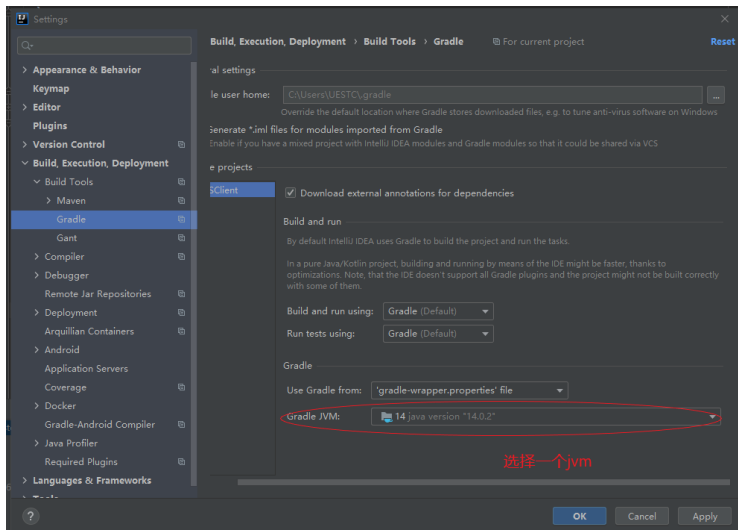 Settings
Build, Execution, Deployment › Build Tools › Gradle
For current project
Reset
Appearance & Behavior
Keymap
Editor
Plugins
Version Control
Build, Execution, Deployment
Build Tools
Maven
Gradle
Gant
Compiler
Debugger
Remote Jar Repositories
Deployment
Arquillian Containers
Android
Application Servers
Coverage
Docker
Gradle-Android Compiler
Java Profiler
Required Plugins
Languages & Frameworks
Tools
al settings
le user home:
C:\Users\UESTC\.gradle
...
Override the default location where Gradle stores downloaded files, e.g. to tune anti-virus software on Windows
Generate *.iml files for modules imported from Gradle
Enable if you have a mixed project with IntelliJ IDEA modules and Gradle modules so that it could be shared via VCS
e projects
SClient
Download external annotations for dependencies
Build and run
By default IntelliJ IDEA uses Gradle to build the project and run the tasks.
In a pure Java/Kotlin project, building and running by means of the IDE might be faster, thanks to
optimizations. Note, that the IDE doesn't support all Gradle plugins and the project might not be built correctly
with some of them.
Build and run using: Gradle (Default)
Run tests using: Gradle (Default)
Gradle
Use Gradle from: 'gradle-wrapper.properties' file
Gradle JVM: 14 java version "14.0.2"
选择一个jvm
?
OK
Cancel
Apply